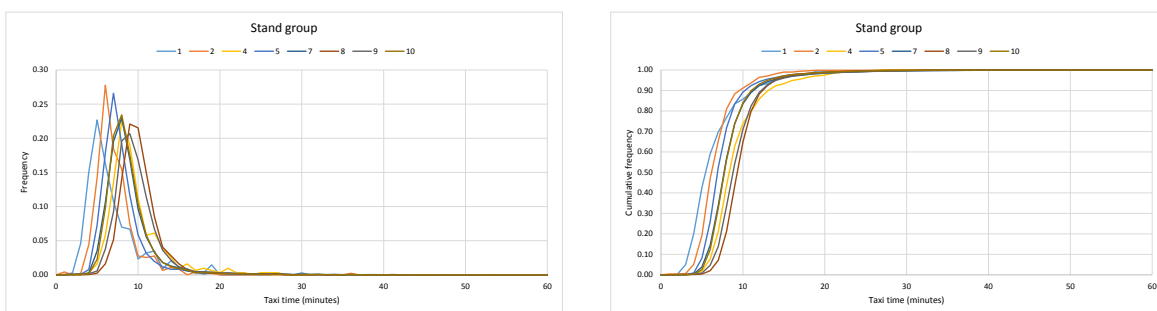 Stand group
1 2 4 5 7 8 9 10
0.30
0.25
0.20
0.15
0.10
0.05
0.00
Frequency
0 10 20 30 40 50 60
Taxi time (minutes)
Stand group
1 2 4 5 7 8 9 10
1.00
0.90
0.80
0.70
0.60
0.50
0.40
0.30
0.20
0.10
0.00
Cumulative frequency
0 10 20 30 40 50 60
Taxi time (minutes)